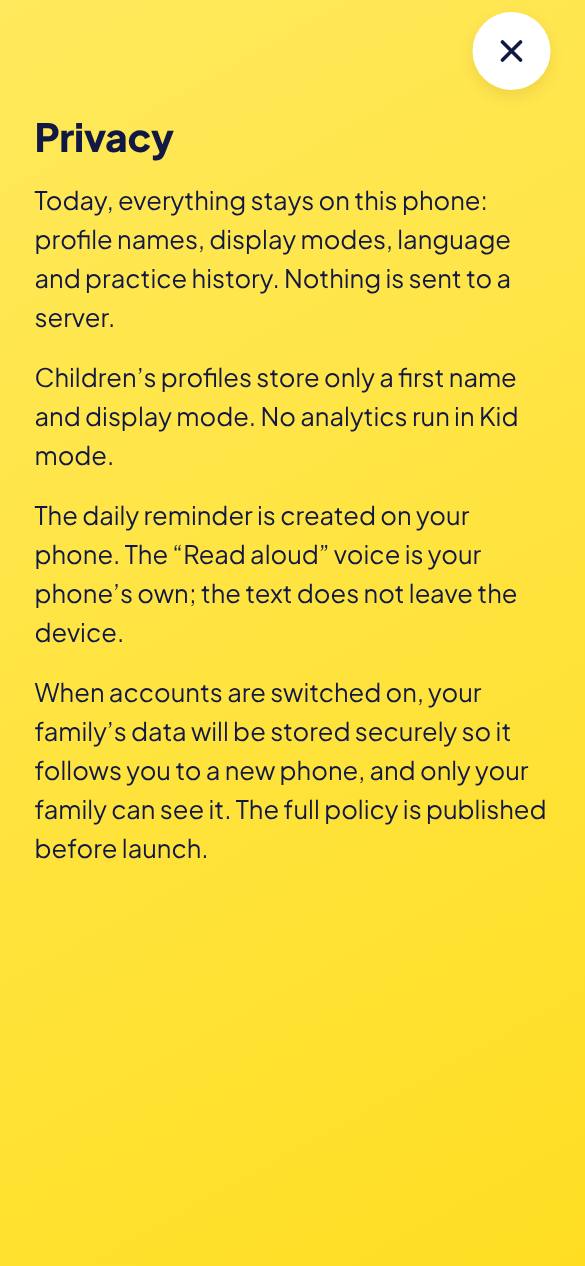 Privacy
Today, everything stays on this phone:
profile names, display modes, language
and practice history. Nothing is sent to a
server.
Children’s profiles store only a first name
and display mode. No analytics run in Kid
mode.
The daily reminder is created on your
phone. The “Read aloud” voice is your
phone’s own; the text does not leave the
device.
When accounts are switched on, your
family’s data will be stored securely so it
follows you to a new phone, and only your
family can see it. The full policy is published
before launch.